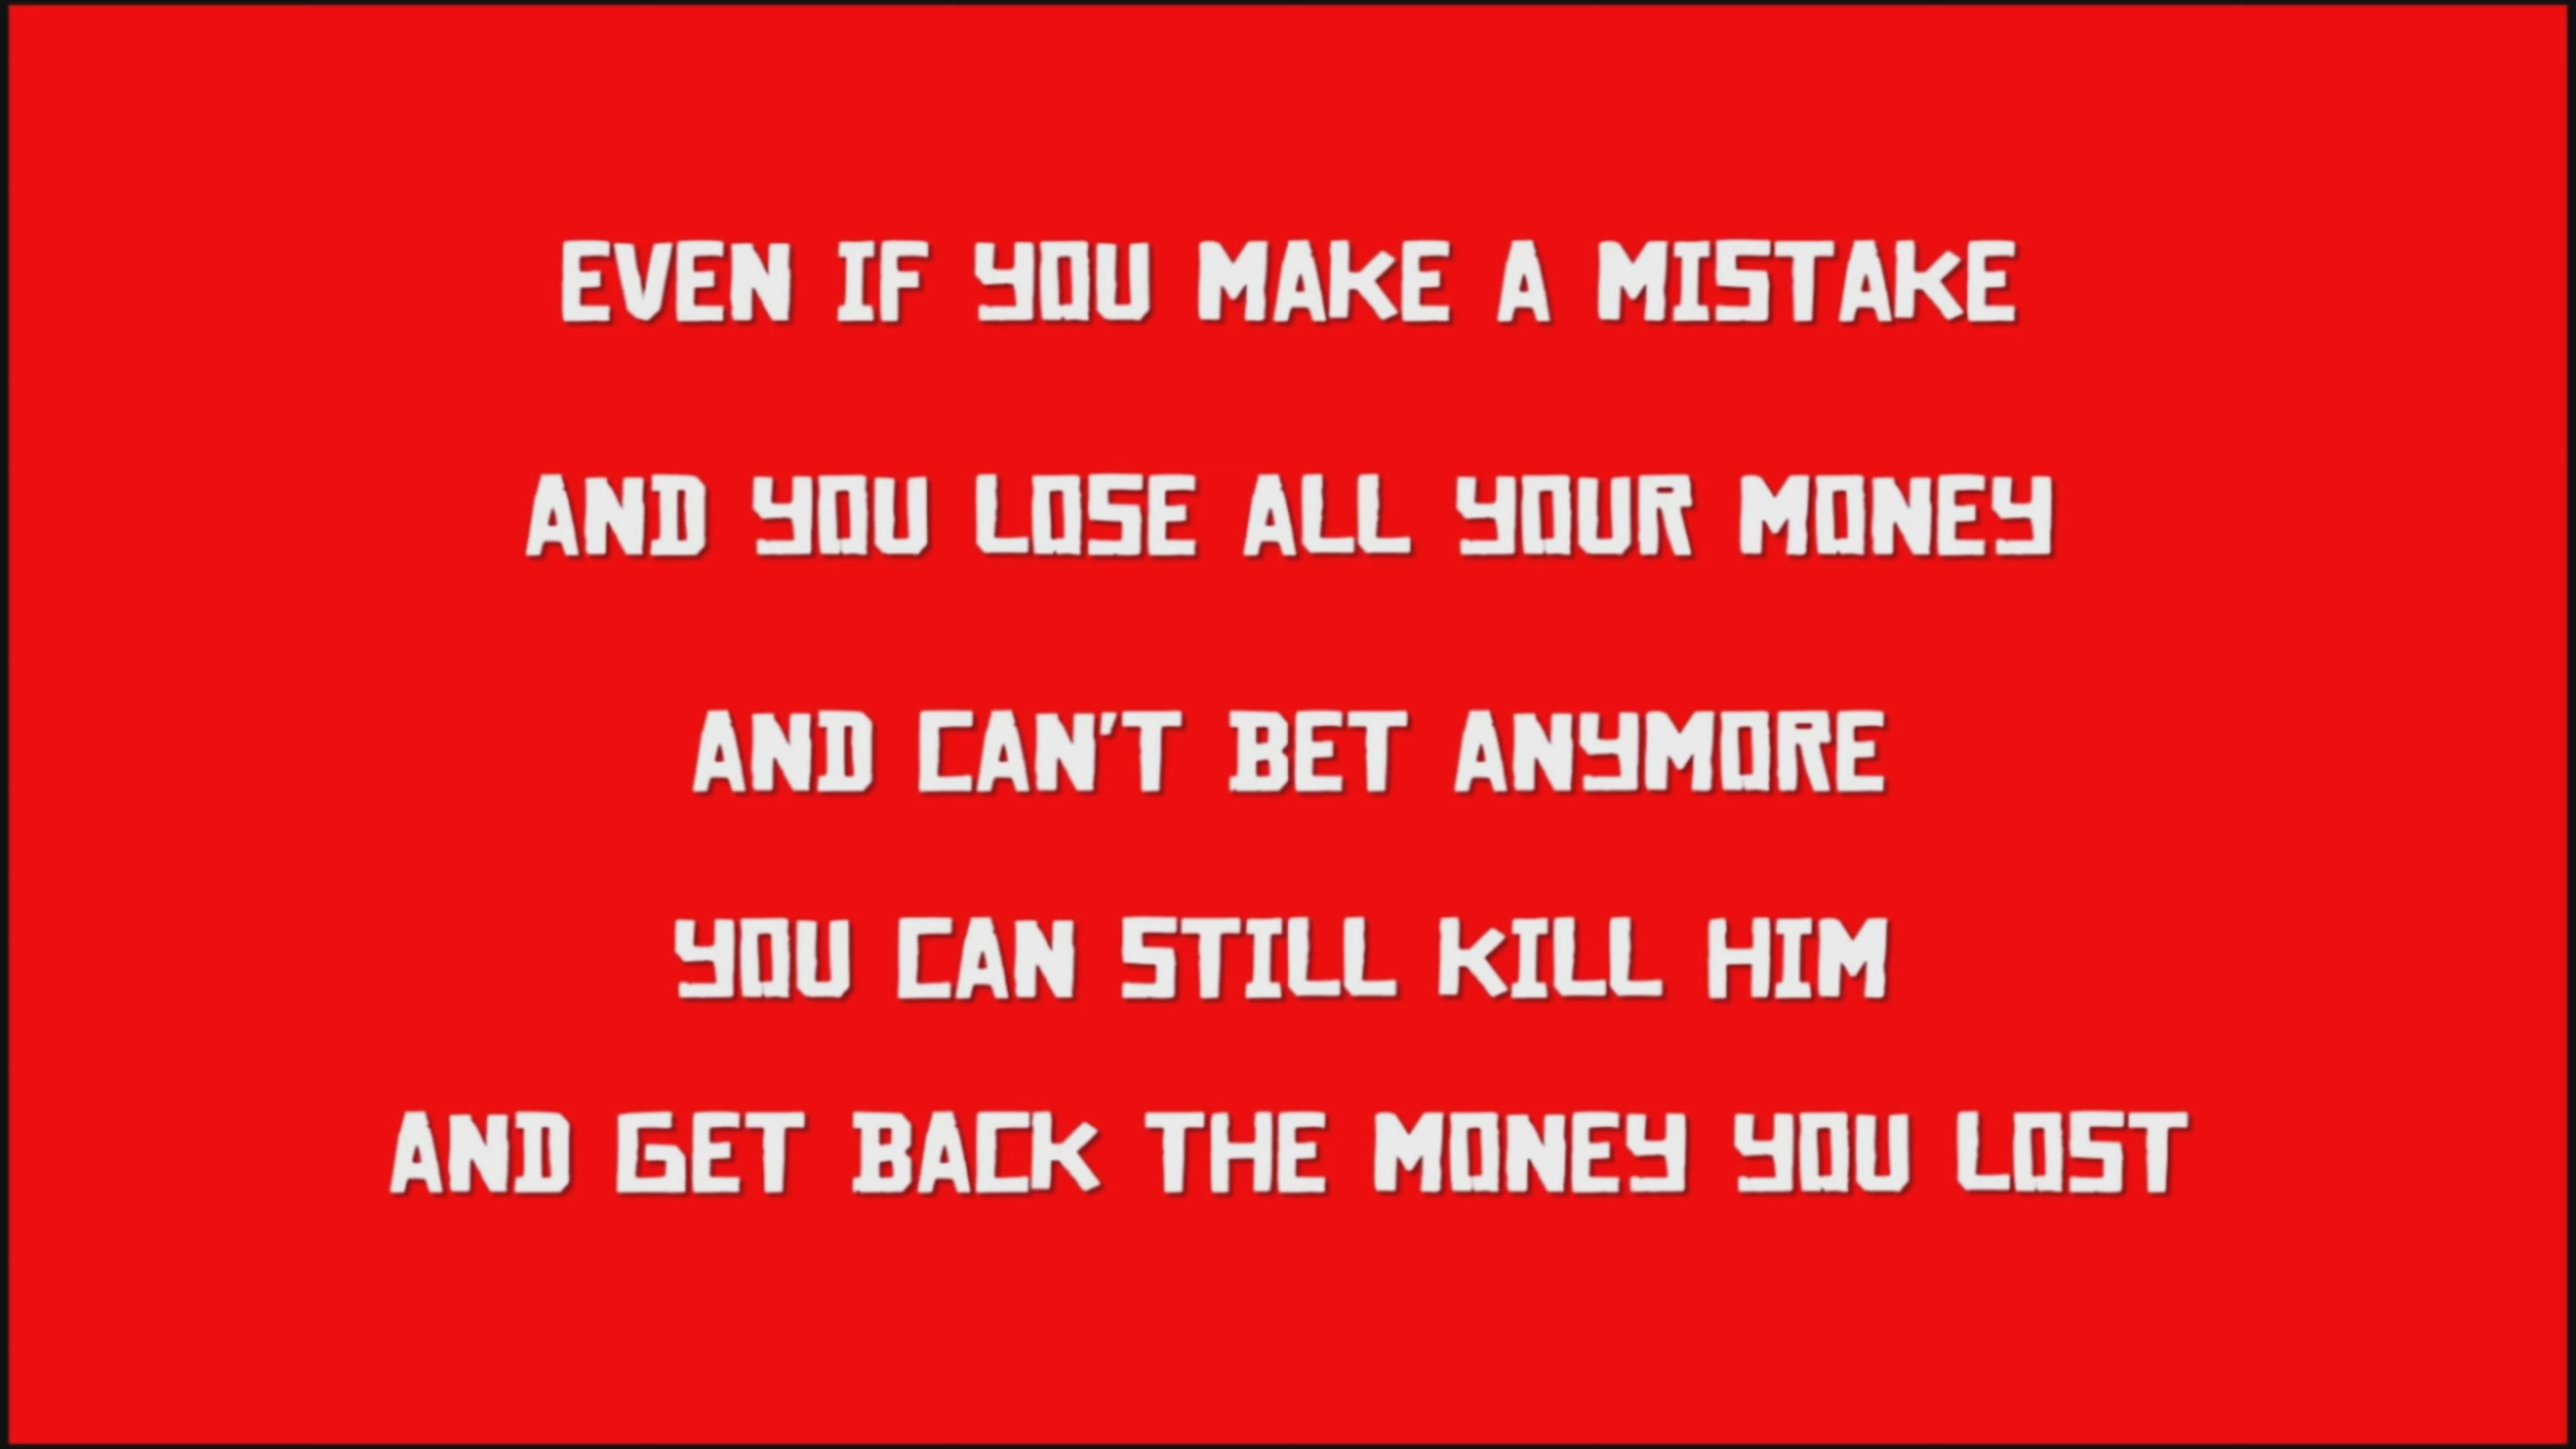 EVEN IF YOU MAKE A MISTAKE
AND YOU LOSE ALL YOUR MONEY
AND CAN'T BET ANYMORE
YOU CAN STILL KILL HIM
AND GET BACK THE MONEY YOU LOST